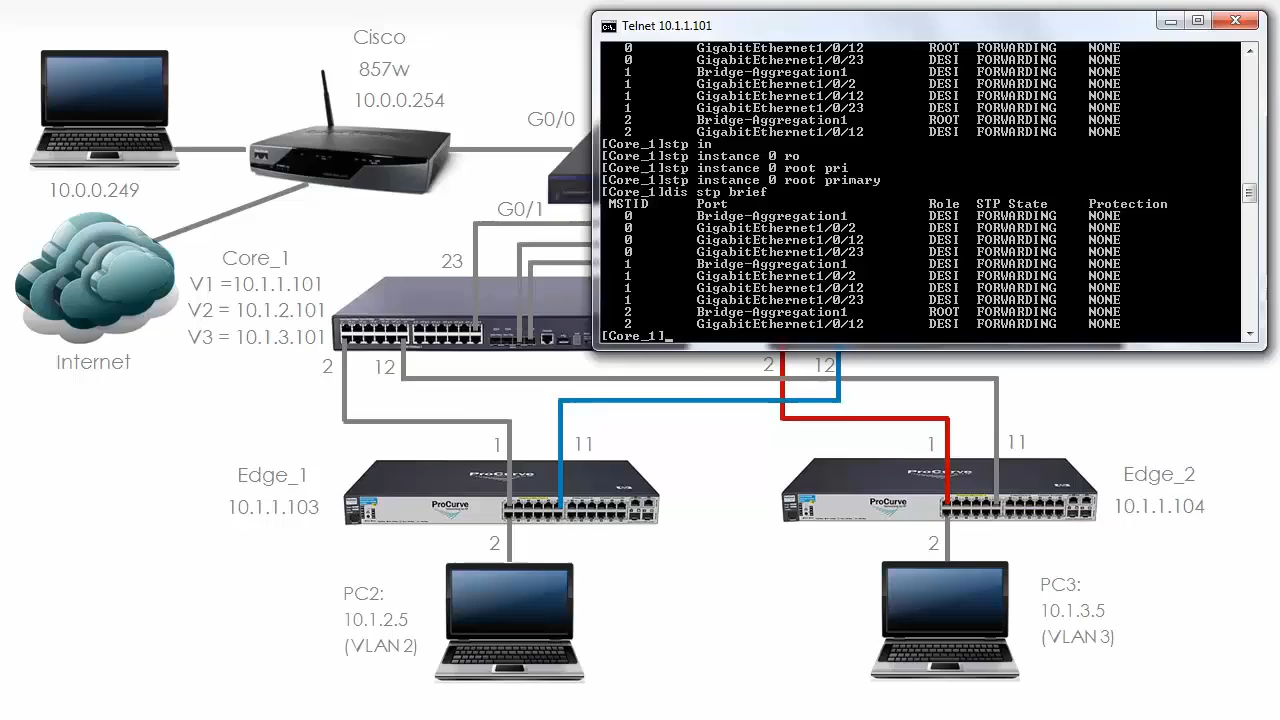 Cisco
857w
10.0.0.254
10.0.0.249
Internet
G0/0
G0/1
Core_1
V1 =10.1.1.101
V2 = 10.1.2.101
V3 = 10.1.3.101
23
2
12
Telnet 10.1.1.101
0 GigabitEthernet1/0/12 ROOT FORWARDING NONE
0 GigabitEthernet1/0/23 DESI FORWARDING NONE
1 Bridge-Aggregation1 DESI FORWARDING NONE
1 GigabitEthernet1/0/2 DESI FORWARDING NONE
1 GigabitEthernet1/0/12 DESI FORWARDING NONE
1 GigabitEthernet1/0/23 DESI FORWARDING NONE
2 Bridge-Aggregation1 ROOT FORWARDING NONE
2 GigabitEthernet1/0/12 DESI FORWARDING NONE
[Core_1]stp in
[Core_1]stp instance 0 ro
[Core_1]stp instance 0 root pri
[Core_1]stp instance 0 root primary
[Core_1]dis stp brief
MSTID Port Role STP State Protection
0 Bridge-Aggregation1 DESI FORWARDING NONE
0 GigabitEthernet1/0/2 DESI FORWARDING NONE
0 GigabitEthernet1/0/12 DESI FORWARDING NONE
0 GigabitEthernet1/0/23 DESI FORWARDING NONE
1 Bridge-Aggregation1 DESI FORWARDING NONE
1 GigabitEthernet1/0/2 DESI FORWARDING NONE
1 GigabitEthernet1/0/12 DESI FORWARDING NONE
1 GigabitEthernet1/0/23 DESI FORWARDING NONE
2 Bridge-Aggregation1 ROOT FORWARDING NONE
2 GigabitEthernet1/0/12 DESI FORWARDING NONE
[Core_1]_
2
12
1
11
Edge_1
10.1.1.103
ProCurve
ProCurve
2
PC2:
10.1.2.5
(VLAN 2)
1
11
Edge_2
10.1.1.104
ProCurve
ProCurve
2
PC3:
10.1.3.5
(VLAN 3)